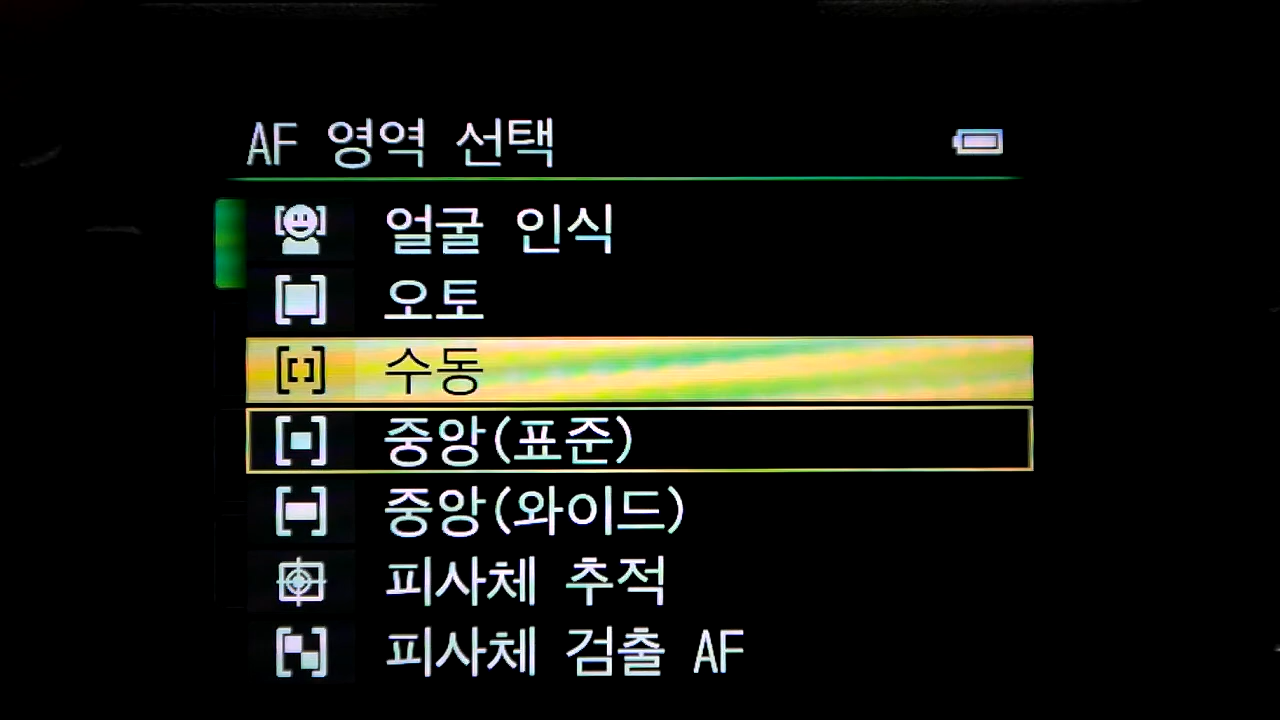 AF 영역 선택
얼굴 인식
오토
수동
중앙(표준)
중앙(와이드)
피사체 추적
피사체 검출 AF